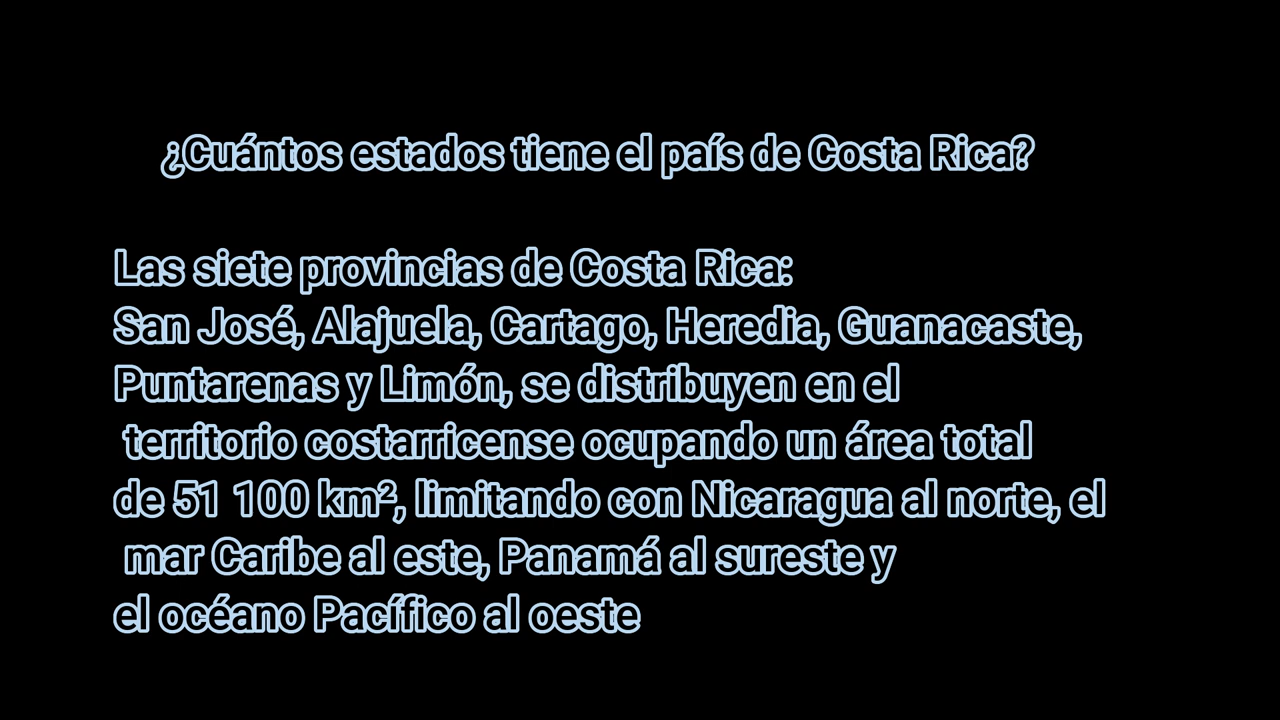 ¿Cuántos estados tiene el país de Costa Rica?
Las siete provincias de Costa Rica:
San José, Alajuela, Cartago, Heredia, Guanacaste,
Puntarenas y Limón, se distribuyen en el
territorio costarricense ocupando un área total
de 51 100 km², limitando con Nicaragua al norte, el
mar Caribe al este, Panamá al sureste y
el océano Pacífico al oeste